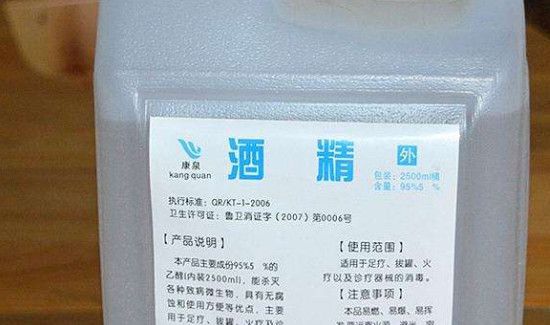 康泉
kang quan
酒 精
外
包装：2500ml/桶
含量：95%5 %
执行标准：QR/KT-1-2006
卫生许可证：鲁卫消证字（2007）第0006号
【产品说明】
本产品主要成份95%5 %的
乙醇(内装2500ml)，能杀灭
各种致病微生物，具有无腐
蚀和使用方便等优点，主要
用于足疗、拔罐、火疗及诊
【使用范围】
适用于足疗、拔罐、火
疗以及诊疗器械的消毒。
【注意事项】
本品易燃、易爆、易挥